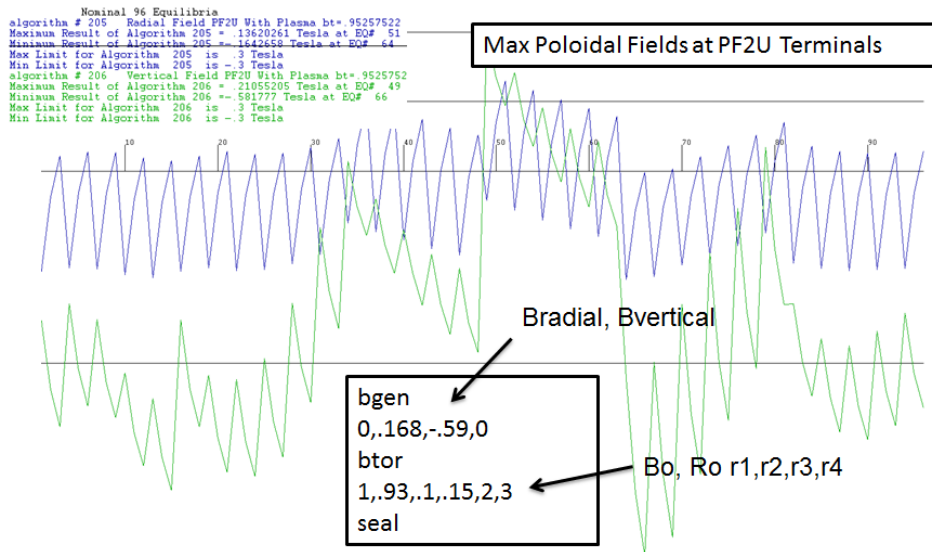 Nominal 96 Equilibria
algorithm # 205 Radial Field PF2U With Plasma bt=.95257522
Maximum Result of Algorithm 205 = .13620261 Tesla at EQ# 51
Minimum Result of Algorithm 205 =-.1642658 Tesla at EQ# 64
Max Limit for Algorithm 205 is .3 Tesla
Min Limit for Algorithm 205 is -.3 Tesla
algorithm # 206 Vertical Field PF2U With Plasma bt=.9525752
Maximum Result of Algorithm 206 = .21055205 Tesla at EQ# 49
Minimum Result of Algorithm 206 =-.581777 Tesla at EQ# 66
Max Limit for Algorithm 206 is .3 Tesla
Min Limit for Algorithm 206 is -.3 Tesla
Max Poloidal Fields at PF2U Terminals
10 20 30 40 50 60 70 80 90
Bradial, Bvertical
bgen
0,.168,-.59,0
btor
1,.93,.1,.15,2,3
seal
Bo, Ro r1,r2,r3,r4